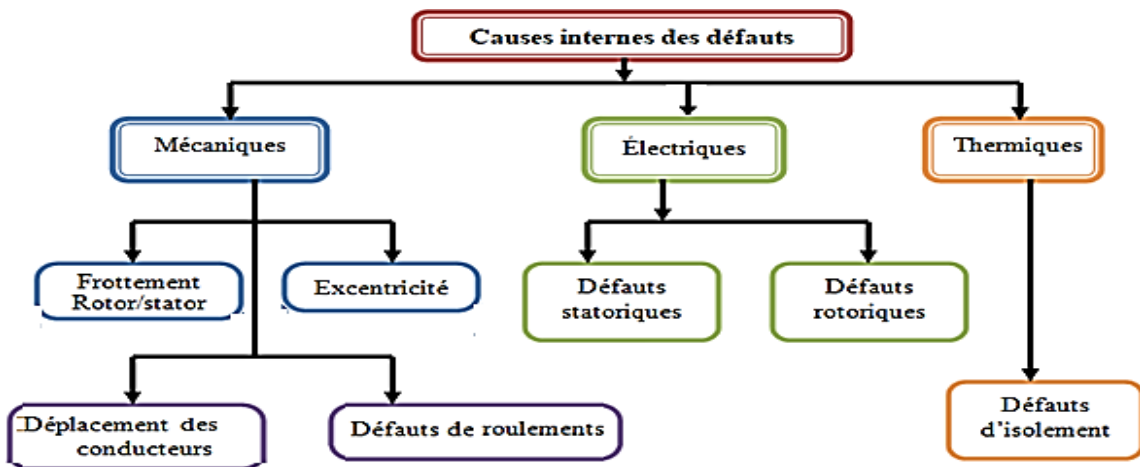 Causes internes des défauts
Mécaniques
Électriques
Thermiques
Frottement
Rotor/stator
Excentricité
Défauts
statoriques
Défauts
rotoriques
Déplacement des
conducteurs
Défauts de roulements
Défauts
d'isolement